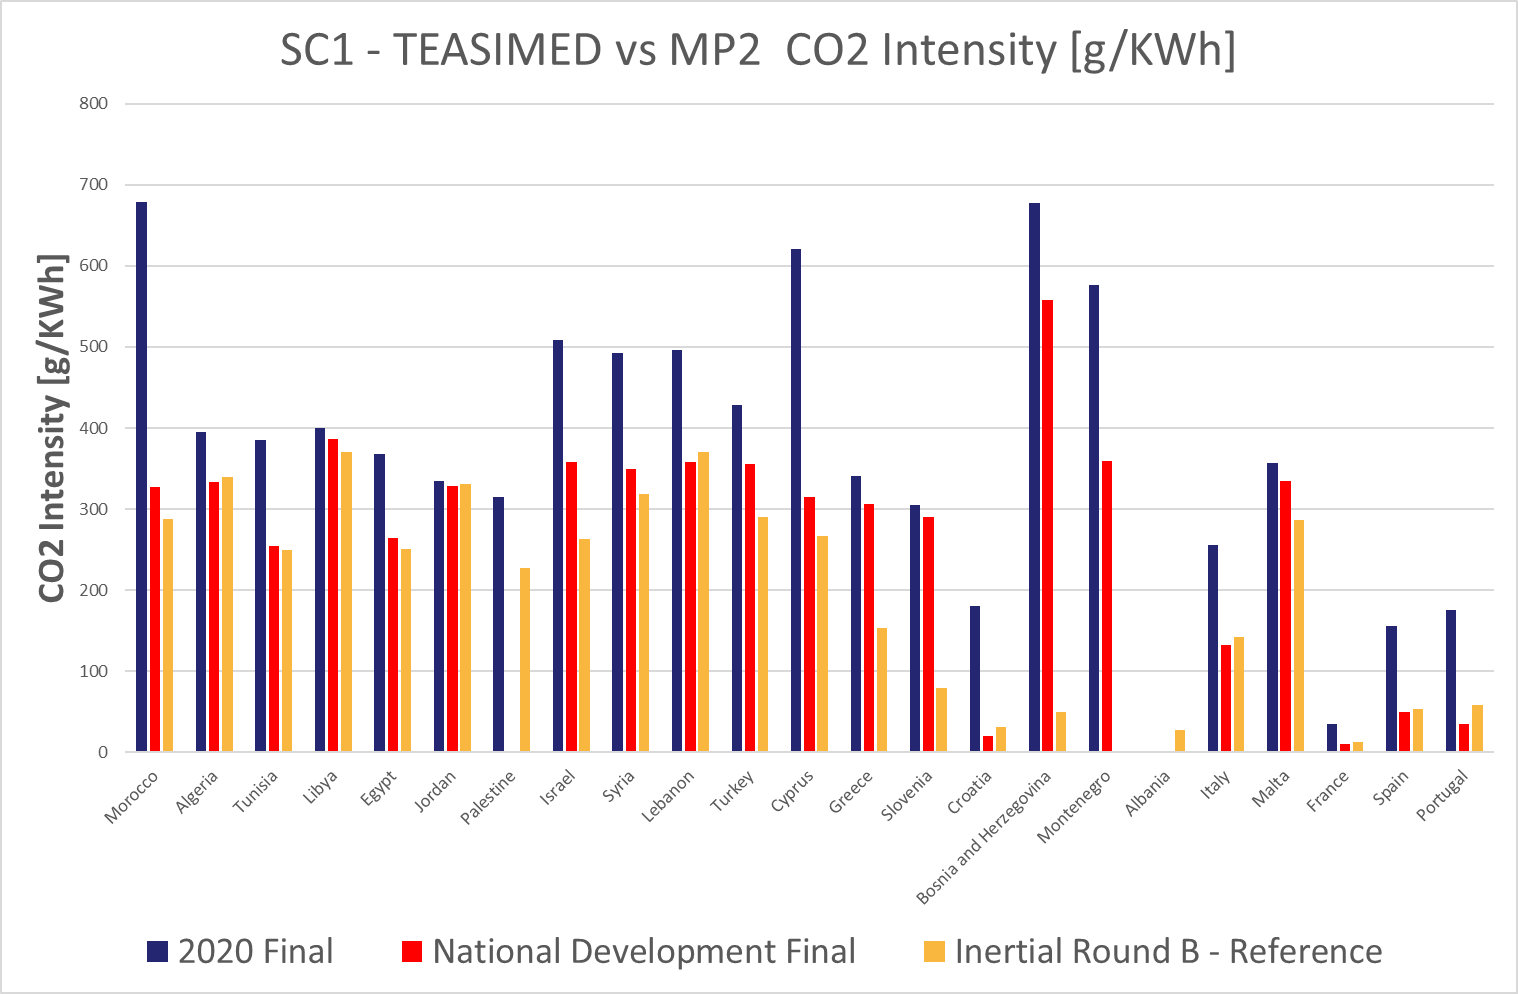 SC1 - TEASIMED vs MP2 CO2 Intensity [g/KWh]
CO2 Intensity [g/KWh]
800
700
600
500
400
300
200
100
0
Morocco
Algeria
Tunisia
Libya
Egypt
Jordan
Palestine
Israel
Syria
Lebanon
Turkey
Cyprus
Greece
Slovenia
Croatia
Bosnia and Herzegovina
Montenegro
Albania
Italy
Malta
France
Spain
Portugal
2020 Final
National Development Final
Inertial Round B - Reference